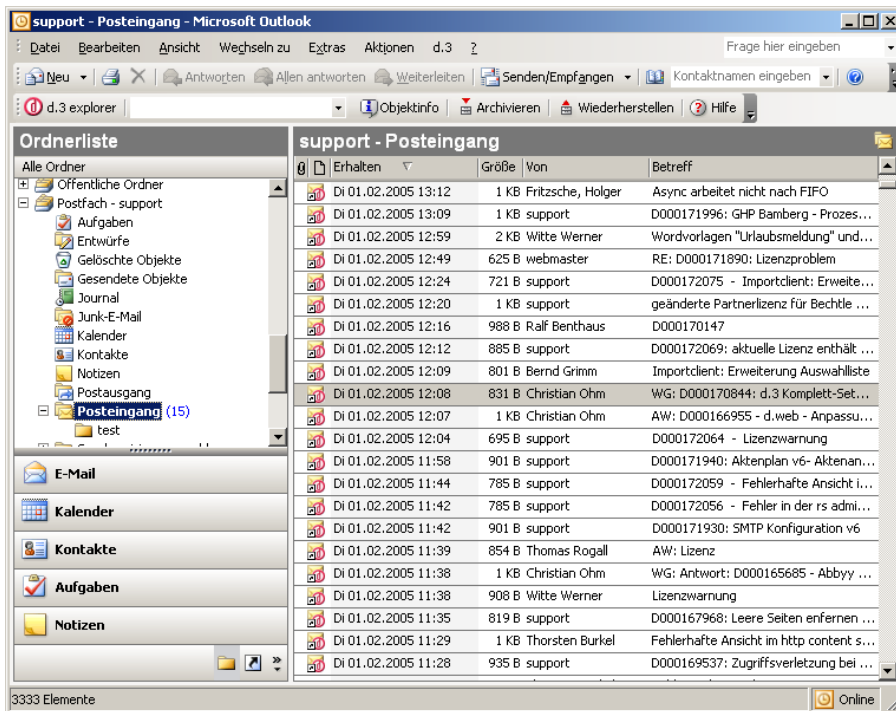 support - Posteingang - Microsoft Outlook
Datei Bearbeiten Ansicht Wechseln zu Extras Aktionen d.3 ? Frage hier eingeben
Neu Antworten Allen antworten Weiterleiten Senden/Empfangen Kontaktnamen eingeben
d.3 explorer Objektinfo Archivieren Wiederherstellen Hilfe
Ordnerliste
Alle Ordner
Öffentliche Ordner
Postfach - support
Aufgaben
Entwürfe
Gelöschte Objekte
Gesendete Objekte
Journal
Junk-E-Mail
Kalender
Kontakte
Notizen
Postausgang
Posteingang (15)
test
E-Mail
Kalender
Kontakte
Aufgaben
Notizen
support - Posteingang
Erhalten Größe Von Betreff
Di 01.02.2005 13:12 1 KB Fritzsche, Holger Async arbeitet nicht nach FIFO
Di 01.02.2005 13:09 1 KB support D000171996: GHP Bamberg - Prozes...
Di 01.02.2005 12:59 2 KB Witte Werner Wordvorlagen "Urlaubsmeldung" und...
Di 01.02.2005 12:49 625 B webmaster RE: D000171890: Lizenzproblem
Di 01.02.2005 12:24 721 B support D000172075 - Importclient: Erweite...
Di 01.02.2005 12:20 1 KB support geänderte Partnerlizenz für Bechtle ...
Di 01.02.2005 12:16 988 B Ralf Benthaus D000170147
Di 01.02.2005 12:12 885 B support D000172069: aktuelle Lizenz enthält ...
Di 01.02.2005 12:09 801 B Bernd Grimm Importclient: Erweiterung Auswahlliste
Di 01.02.2005 12:08 831 B Christian Ohm WG: D000170844: d.3 Komplett-Set...
Di 01.02.2005 12:07 1 KB Christian Ohm AW: D000166955 - d.web - Anpassu...
Di 01.02.2005 12:04 695 B support D000172064 - Lizenzwarnung
Di 01.02.2005 11:58 901 B support D000171940: Aktenplan v6- Aktenan...
Di 01.02.2005 11:44 785 B support D000172059 - Fehlerhafte Ansicht i...
Di 01.02.2005 11:42 785 B support D000172056 - Fehler in der rs admi...
Di 01.02.2005 11:42 901 B support D000171930: SMTP Konfiguration v6
Di 01.02.2005 11:39 854 B Thomas Rogall AW: Lizenz
Di 01.02.2005 11:38 1 KB Christian Ohm WG: Antwort: D000165685 - Abbyy ...
Di 01.02.2005 11:38 908 B Witte Werner Lizenzwarnung
Di 01.02.2005 11:35 819 B support D000167968: Leere Seiten enfernen ...
Di 01.02.2005 11:29 1 KB Thorsten Burkel Fehlerhafte Ansicht im http content s...
Di 01.02.2005 11:28 935 B support D000169537: Zugriffsverletzung bei ...
3333 Elemente Online